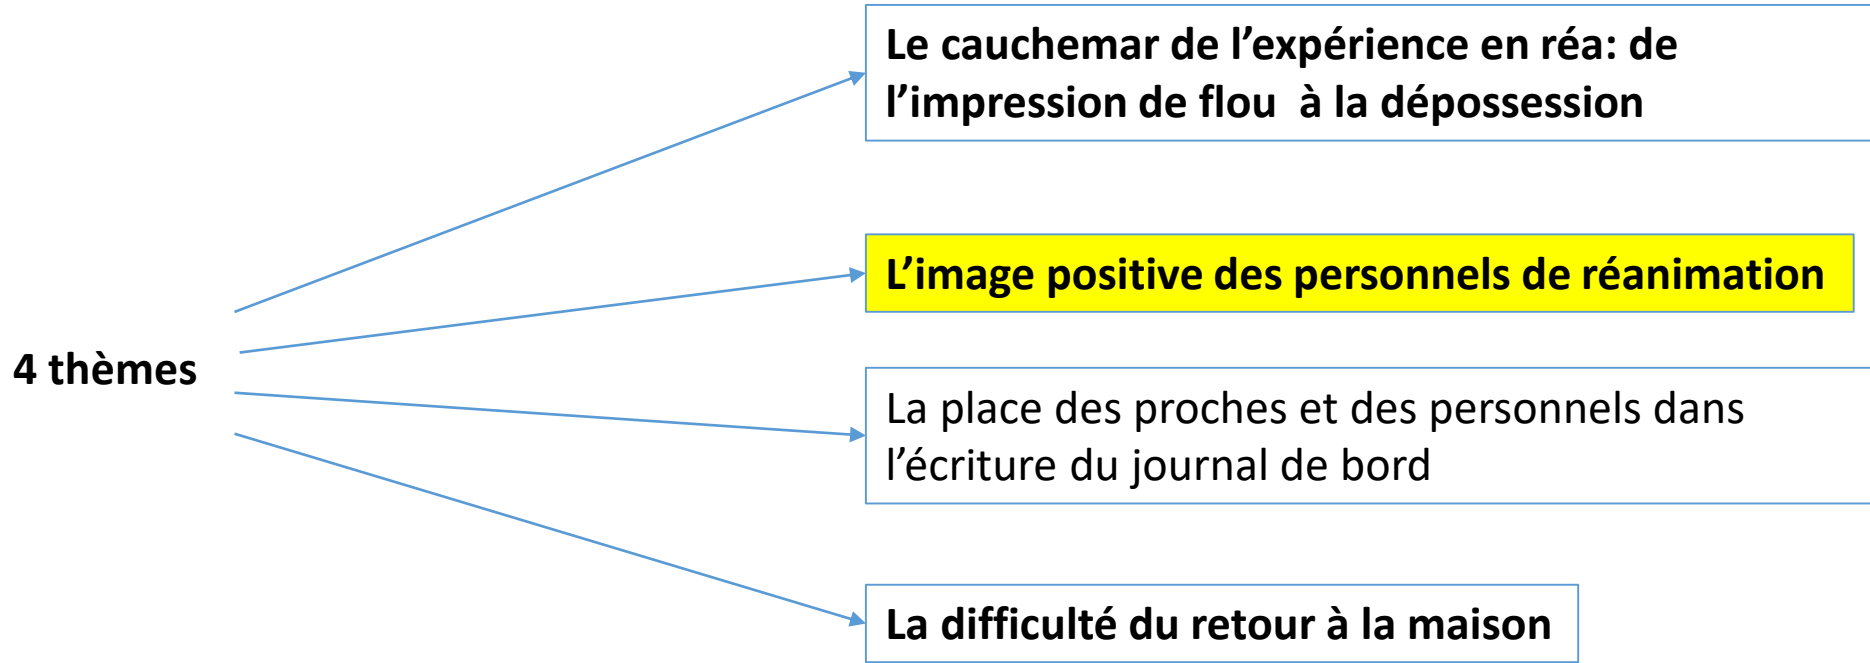 Le cauchemar de l’expérience en réa: de
l’impression de flou  à la dépossession
L’image positive des personnels de réanimation
4 thèmes
La place des proches et des personnels dans
l’écriture du journal de bord
La difficulté du retour à la maison